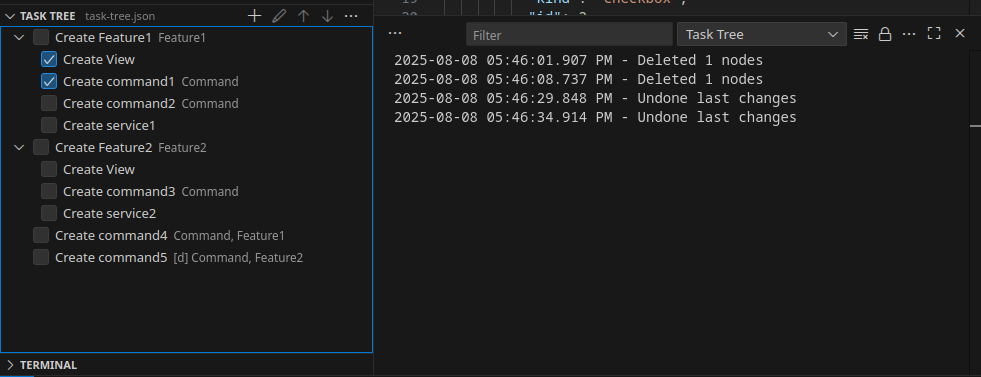 TASK TREE task-tree.json
Create Feature1 Feature1
Create View
Create command1 Command
Create command2 Command
Create service1
Create Feature2 Feature2
Create View
Create command3 Command
Create service2
Create command4 Command, Feature1
Create command5 [d] Command, Feature2
TERMINAL
Filter
Task Tree
2025-08-08 05:46:01.907 PM - Deleted 1 nodes
2025-08-08 05:46:08.737 PM - Deleted 1 nodes
2025-08-08 05:46:29.848 PM - Undone last changes
2025-08-08 05:46:34.914 PM - Undone last changes